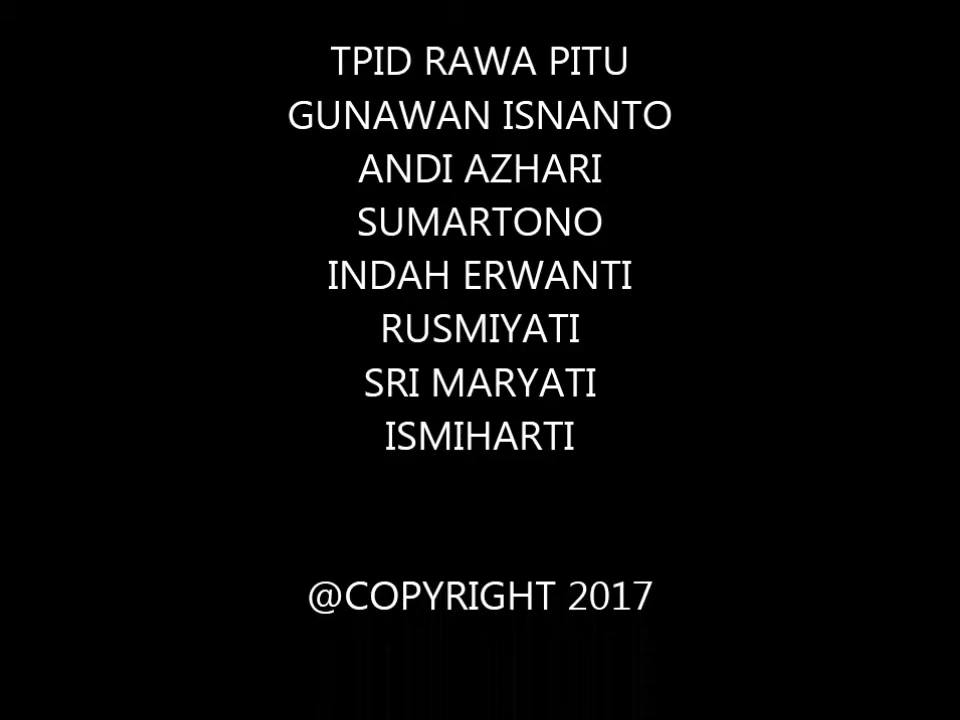 TPID RAWA PITU
GUNAWAN ISNANTO
ANDI AZHARI
SUMARTONO
INDAH ERWANTI
RUSMIYATI
SRI MARYATI
ISMIHARTI
@COPYRIGHT 2017